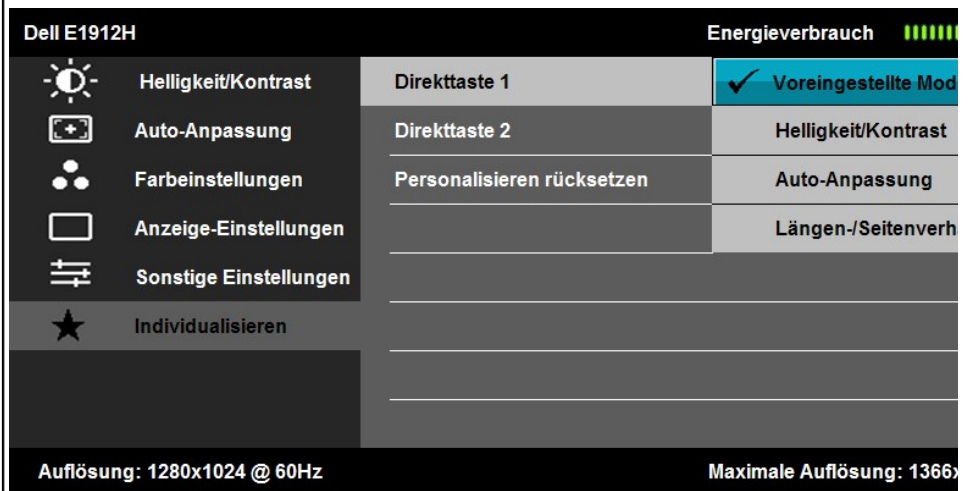 Dell E1912H Energieverbrauch
Helligkeit/Kontrast Direkttaste 1 Voreingestellte Mod
Auto-Anpassung Direkttaste 2 Helligkeit/Kontrast
Farbeinstellungen Personalisieren rücksetzen Auto-Anpassung
Anzeige-Einstellungen Längen-/Seitenverh
Sonstige Einstellungen
Individualisieren
Auflösung: 1280x1024 @ 60Hz Maximale Auflösung: 1366x